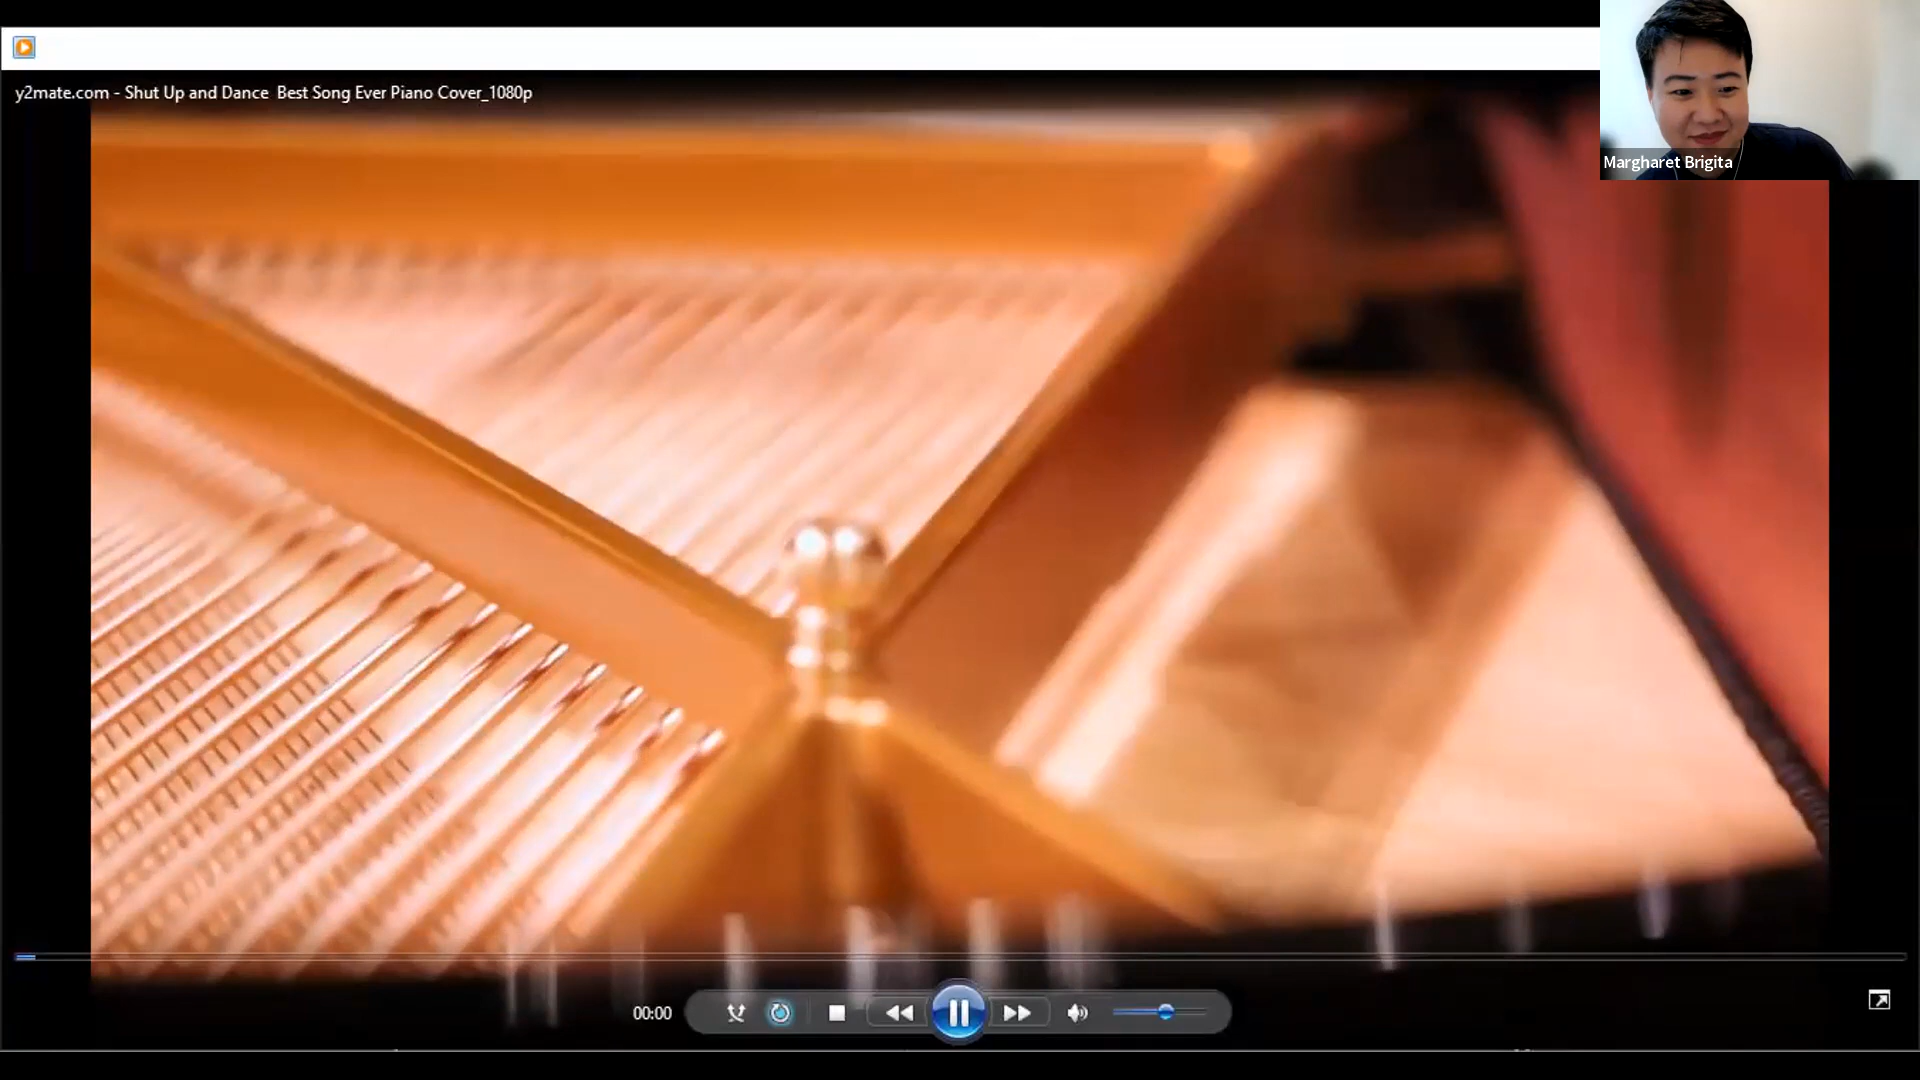 y2mate.com - Shut Up and Dance  Best Song Ever Piano Cover_1080p
Margharet Brigita
00:00